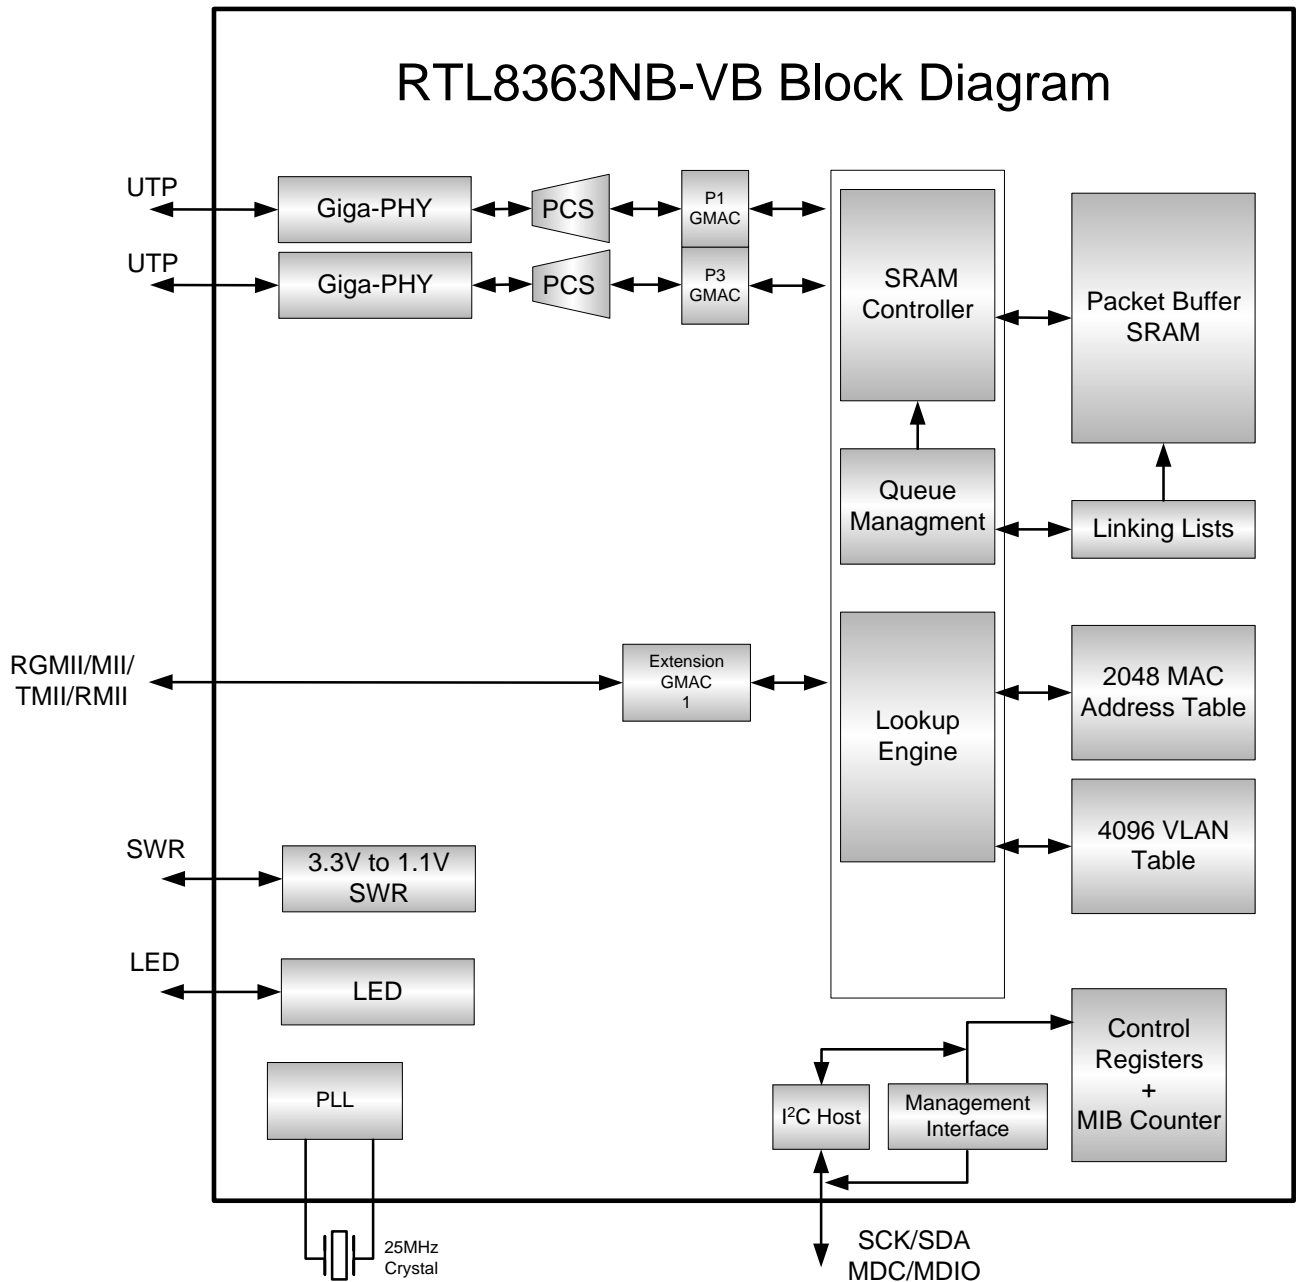 RTL8363NB-VB Block Diagram
UTP
Giga-PHY
PCS
P1
GMAC
UTP
Giga-PHY
PCS
P3
GMAC
SRAM
Controller
Packet Buffer
SRAM
Queue
Managment
Linking Lists
RGMII/MII/
TMII/RMII
Extension
GMAC
1
Lookup
Engine
2048 MAC
Address Table
4096 VLAN
Table
SWR
3.3V to 1.1V
SWR
LED
LED
PLL
25MHz
Crystal
I²C Host
Management
Interface
Control
Registers
+
MIB Counter
SCK/SDA
MDC/MDIO